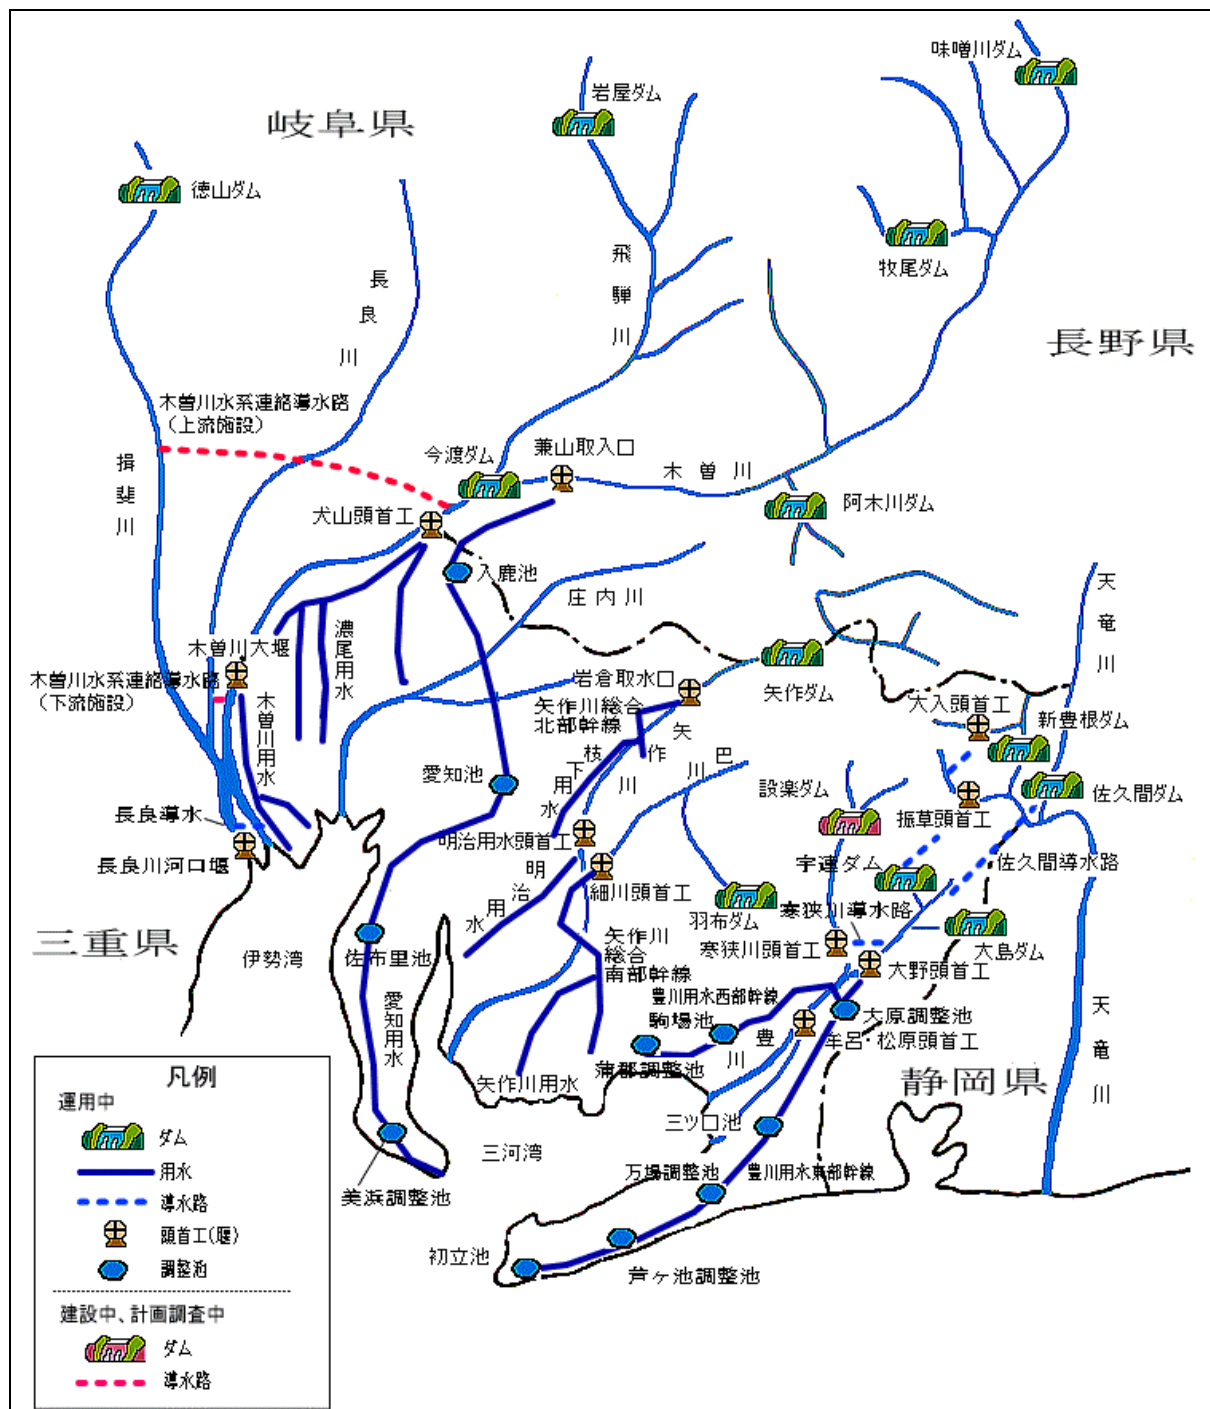 味噌川ダム
岩屋ダム
岐阜県
徳山ダム
牧尾ダム
飛騨川
長良川
長野県
木曽川水系連絡導水路
（上流施設）
兼山取入口
今渡ダム
木曽川
揖斐川
阿木川ダム
犬山頭首工
入鹿池
庄内川
天竜川
濃尾用水
木曽川大堰
木曽川水系連絡導水路
（下流施設）
岩倉取水口
矢作ダム
木曽川用水
矢作川総合
北部幹線
大入頭首工
新豊根ダム
矢作川
枝下用水
巴川
愛知池
設楽ダム
佐久間ダム
長良導水
振草頭首工
明治用水頭首工
長良川河口堰
宇連ダム
佐久間導水路
明治用水
細川頭首工
羽布ダム
寒狭川導水路
三重県
伊勢湾
佐布里池
矢作川
総合
南部幹線
寒狭川頭首工
大島ダム
大野頭首工
愛知用水
豊川用水西部幹線
駒場池
大原調整池
天竜川
豊川
牟呂・松原頭首工
蒲郡調整池
矢作川用水
静岡県
三ツ口池
三河湾
万場調整池
豊川用水東部幹線
美浜調整池
初立池
芦ヶ池調整池
凡例
運用中
ダム
用水
導水路
頭首工(堰)
調整池
建設中、計画調査中
ダム
導水路